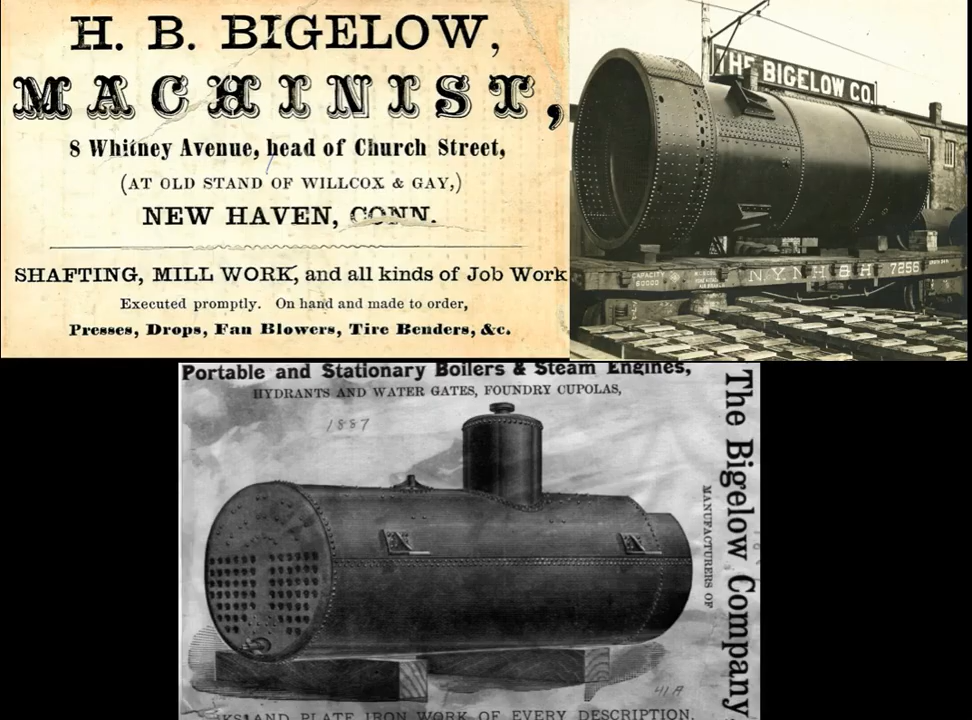 H. B. BIGELOW,
MACHINIST,
8 Whitney Avenue, head of Church Street,
(AT OLD STAND OF WILLCOX & GAY,)
NEW HAVEN, CONN.
SHAFTING, MILL WORK, and all kinds of Job Work
Executed promptly. On hand and made to order,
Presses, Drops, Fan Blowers, Tire Benders, &c.
THE BIGELOW CO.
CAPACITY
60000
N.Y.N.H.&H. 7256
Portable and Stationary Boilers & Steam Engines,
HYDRANTS AND WATER GATES, FOUNDRY CUPOLAS,
1887
The Bigelow Company
MANUFACTURERS OF
41A
AND PLATE IRON WORK OF EVERY DESCRIPTION.